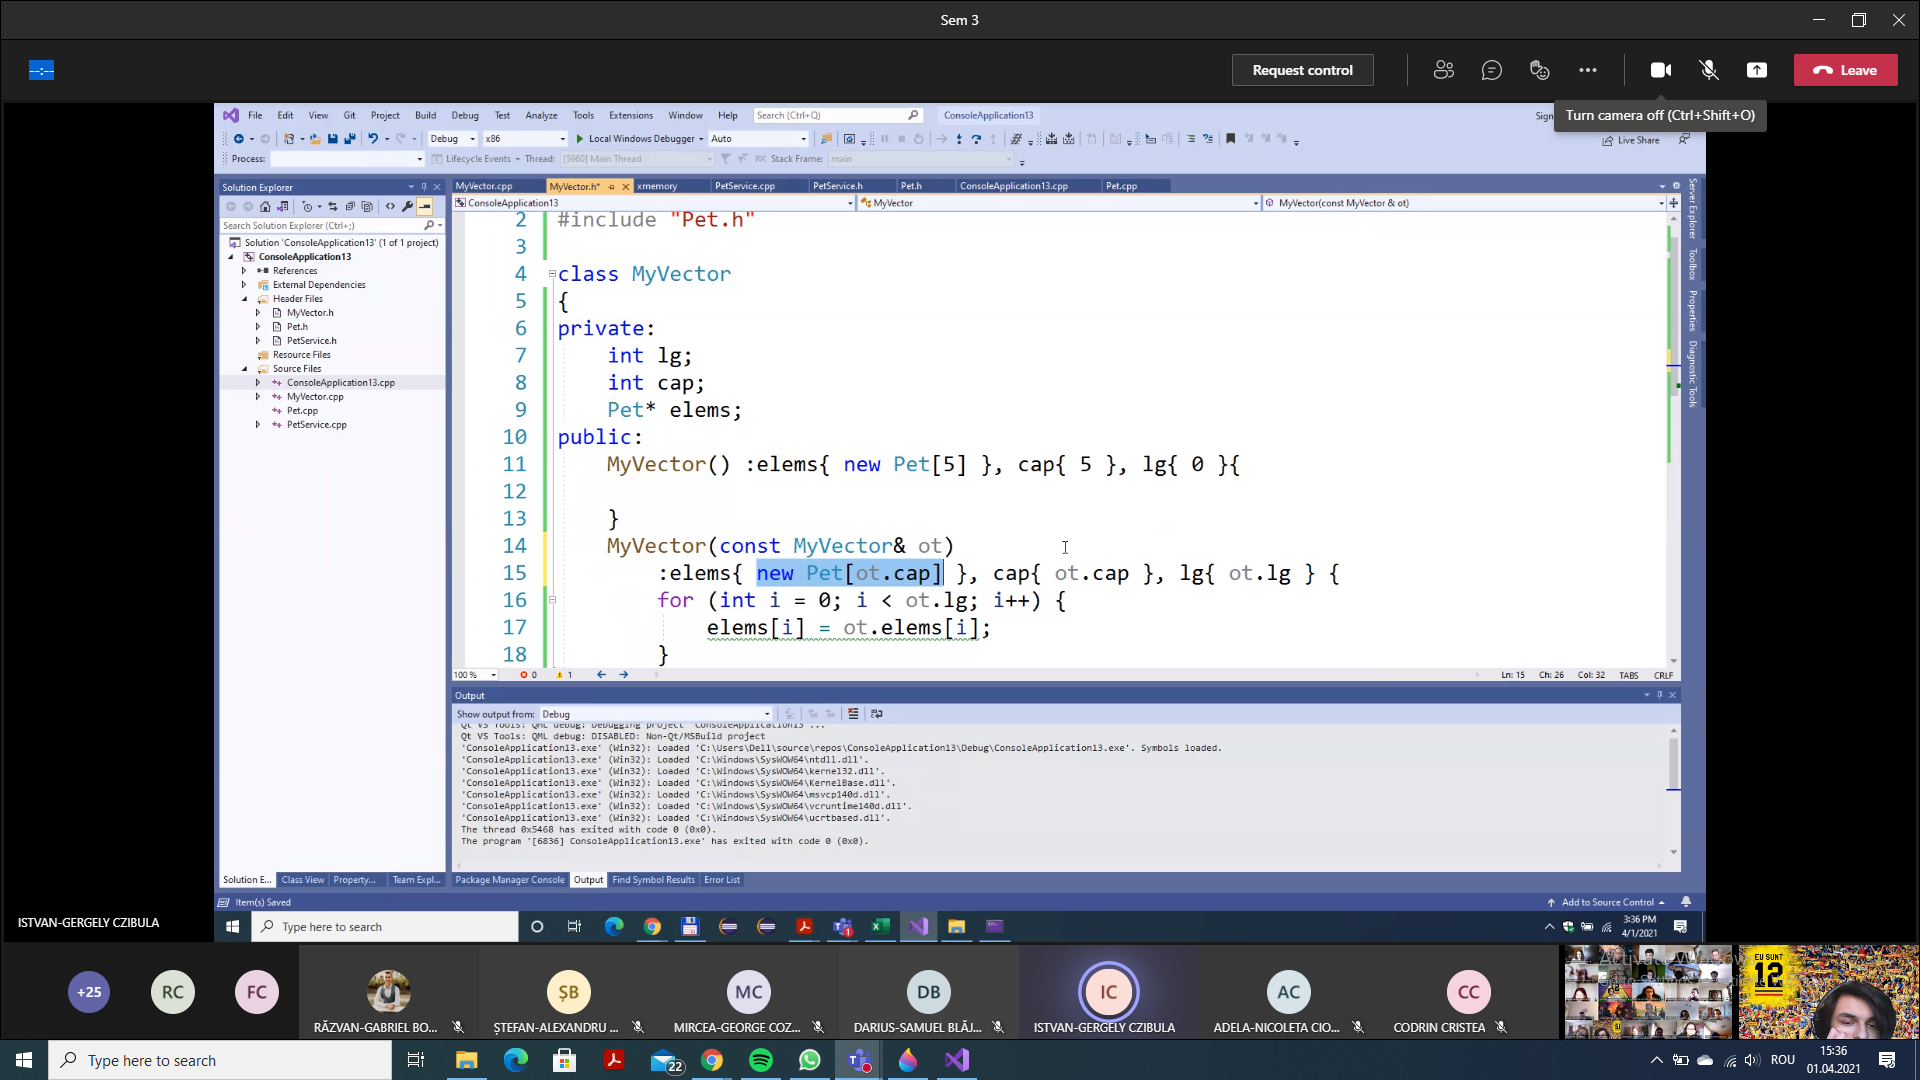 Sem 3
--:--
Request control
Leave
Turn camera off (Ctrl+Shift+O)
File Edit View Git Project Build Debug Test Analyze Tools Extensions Window Help Search (Ctrl+Q) ConsoleApplication13
Sign
Debug x86 Local Windows Debugger Auto
Live Share
Process: Lifecycle Events Thread: [5960] Main Thread Stack Frame: main
Solution Explorer
MyVector.cpp MyVector.h* xmemory PetService.cpp PetService.h Pet.h ConsoleApplication13.cpp Pet.cpp
ConsoleApplication13 MyVector MyVector(const MyVector & ot)
Search Solution Explorer (Ctrl+;)
Solution 'ConsoleApplication13' (1 of 1 project)
ConsoleApplication13
References
External Dependencies
Header Files
MyVector.h
Pet.h
PetService.h
Resource Files
Source Files
ConsoleApplication13.cpp
MyVector.cpp
Pet.cpp
PetService.cpp
2 #include "Pet.h"
3
4 class MyVector
5 {
6 private:
7 int lg;
8 int cap;
9 Pet* elems;
10 public:
11 MyVector() :elems{ new Pet[5] }, cap{ 5 }, lg{ 0 }{
12
13 }
14 MyVector(const MyVector& ot)
15 :elems{ new Pet[ot.cap] }, cap{ ot.cap }, lg{ ot.lg } {
16 for (int i = 0; i < ot.lg; i++) {
17 elems[i] = ot.elems[i];
18 }
Server Explorer
Toolbox
Properties
Diagnostic Tools
100 % 0 1 Ln: 15 Ch: 26 Col: 32 TABS CRLF
Output
Show output from: Debug
Qt VS Tools: QML debug: Debugging project 'ConsoleApplication13'...
Qt VS Tools: QML debug: DISABLED: Non-Qt/MSBuild project
'ConsoleApplication13.exe' (Win32): Loaded 'C:\Users\Dell\source\repos\ConsoleApplication13\Debug\ConsoleApplication13.exe'. Symbols loaded.
'ConsoleApplication13.exe' (Win32): Loaded 'C:\Windows\SysWOW64\ntdll.dll'.
'ConsoleApplication13.exe' (Win32): Loaded 'C:\Windows\SysWOW64\kernel32.dll'.
'ConsoleApplication13.exe' (Win32): Loaded 'C:\Windows\SysWOW64\KernelBase.dll'.
'ConsoleApplication13.exe' (Win32): Loaded 'C:\Windows\SysWOW64\msvcp140d.dll'.
'ConsoleApplication13.exe' (Win32): Loaded 'C:\Windows\SysWOW64\vcruntime140d.dll'.
'ConsoleApplication13.exe' (Win32): Loaded 'C:\Windows\SysWOW64\ucrtbased.dll'.
The thread 0x5468 has exited with code 0 (0x0).
The program '[6836] ConsoleApplication13.exe' has exited with code 0 (0x0).
Solution E... Class View Property... Team Expl... Package Manager Console Output Find Symbol Results Error List
Item(s) Saved
Add to Source Control
ISTVAN-GERGELY CZIBULA
Type here to search
3:36 PM
4/1/2021
+25 RC FC ȘB MC DB IC AC CC
RĂZVAN-GABRIEL BO... ȘTEFAN-ALEXANDRU ... MIRCEA-GEORGE COZ... DARIUS-SAMUEL BLĂJ... ISTVAN-GERGELY CZIBULA ADELA-NICOLETA CIO... CODRIN CRISTEA
EU SUNT
12
Type here to search
22
ROU
15:36
01.04.2021